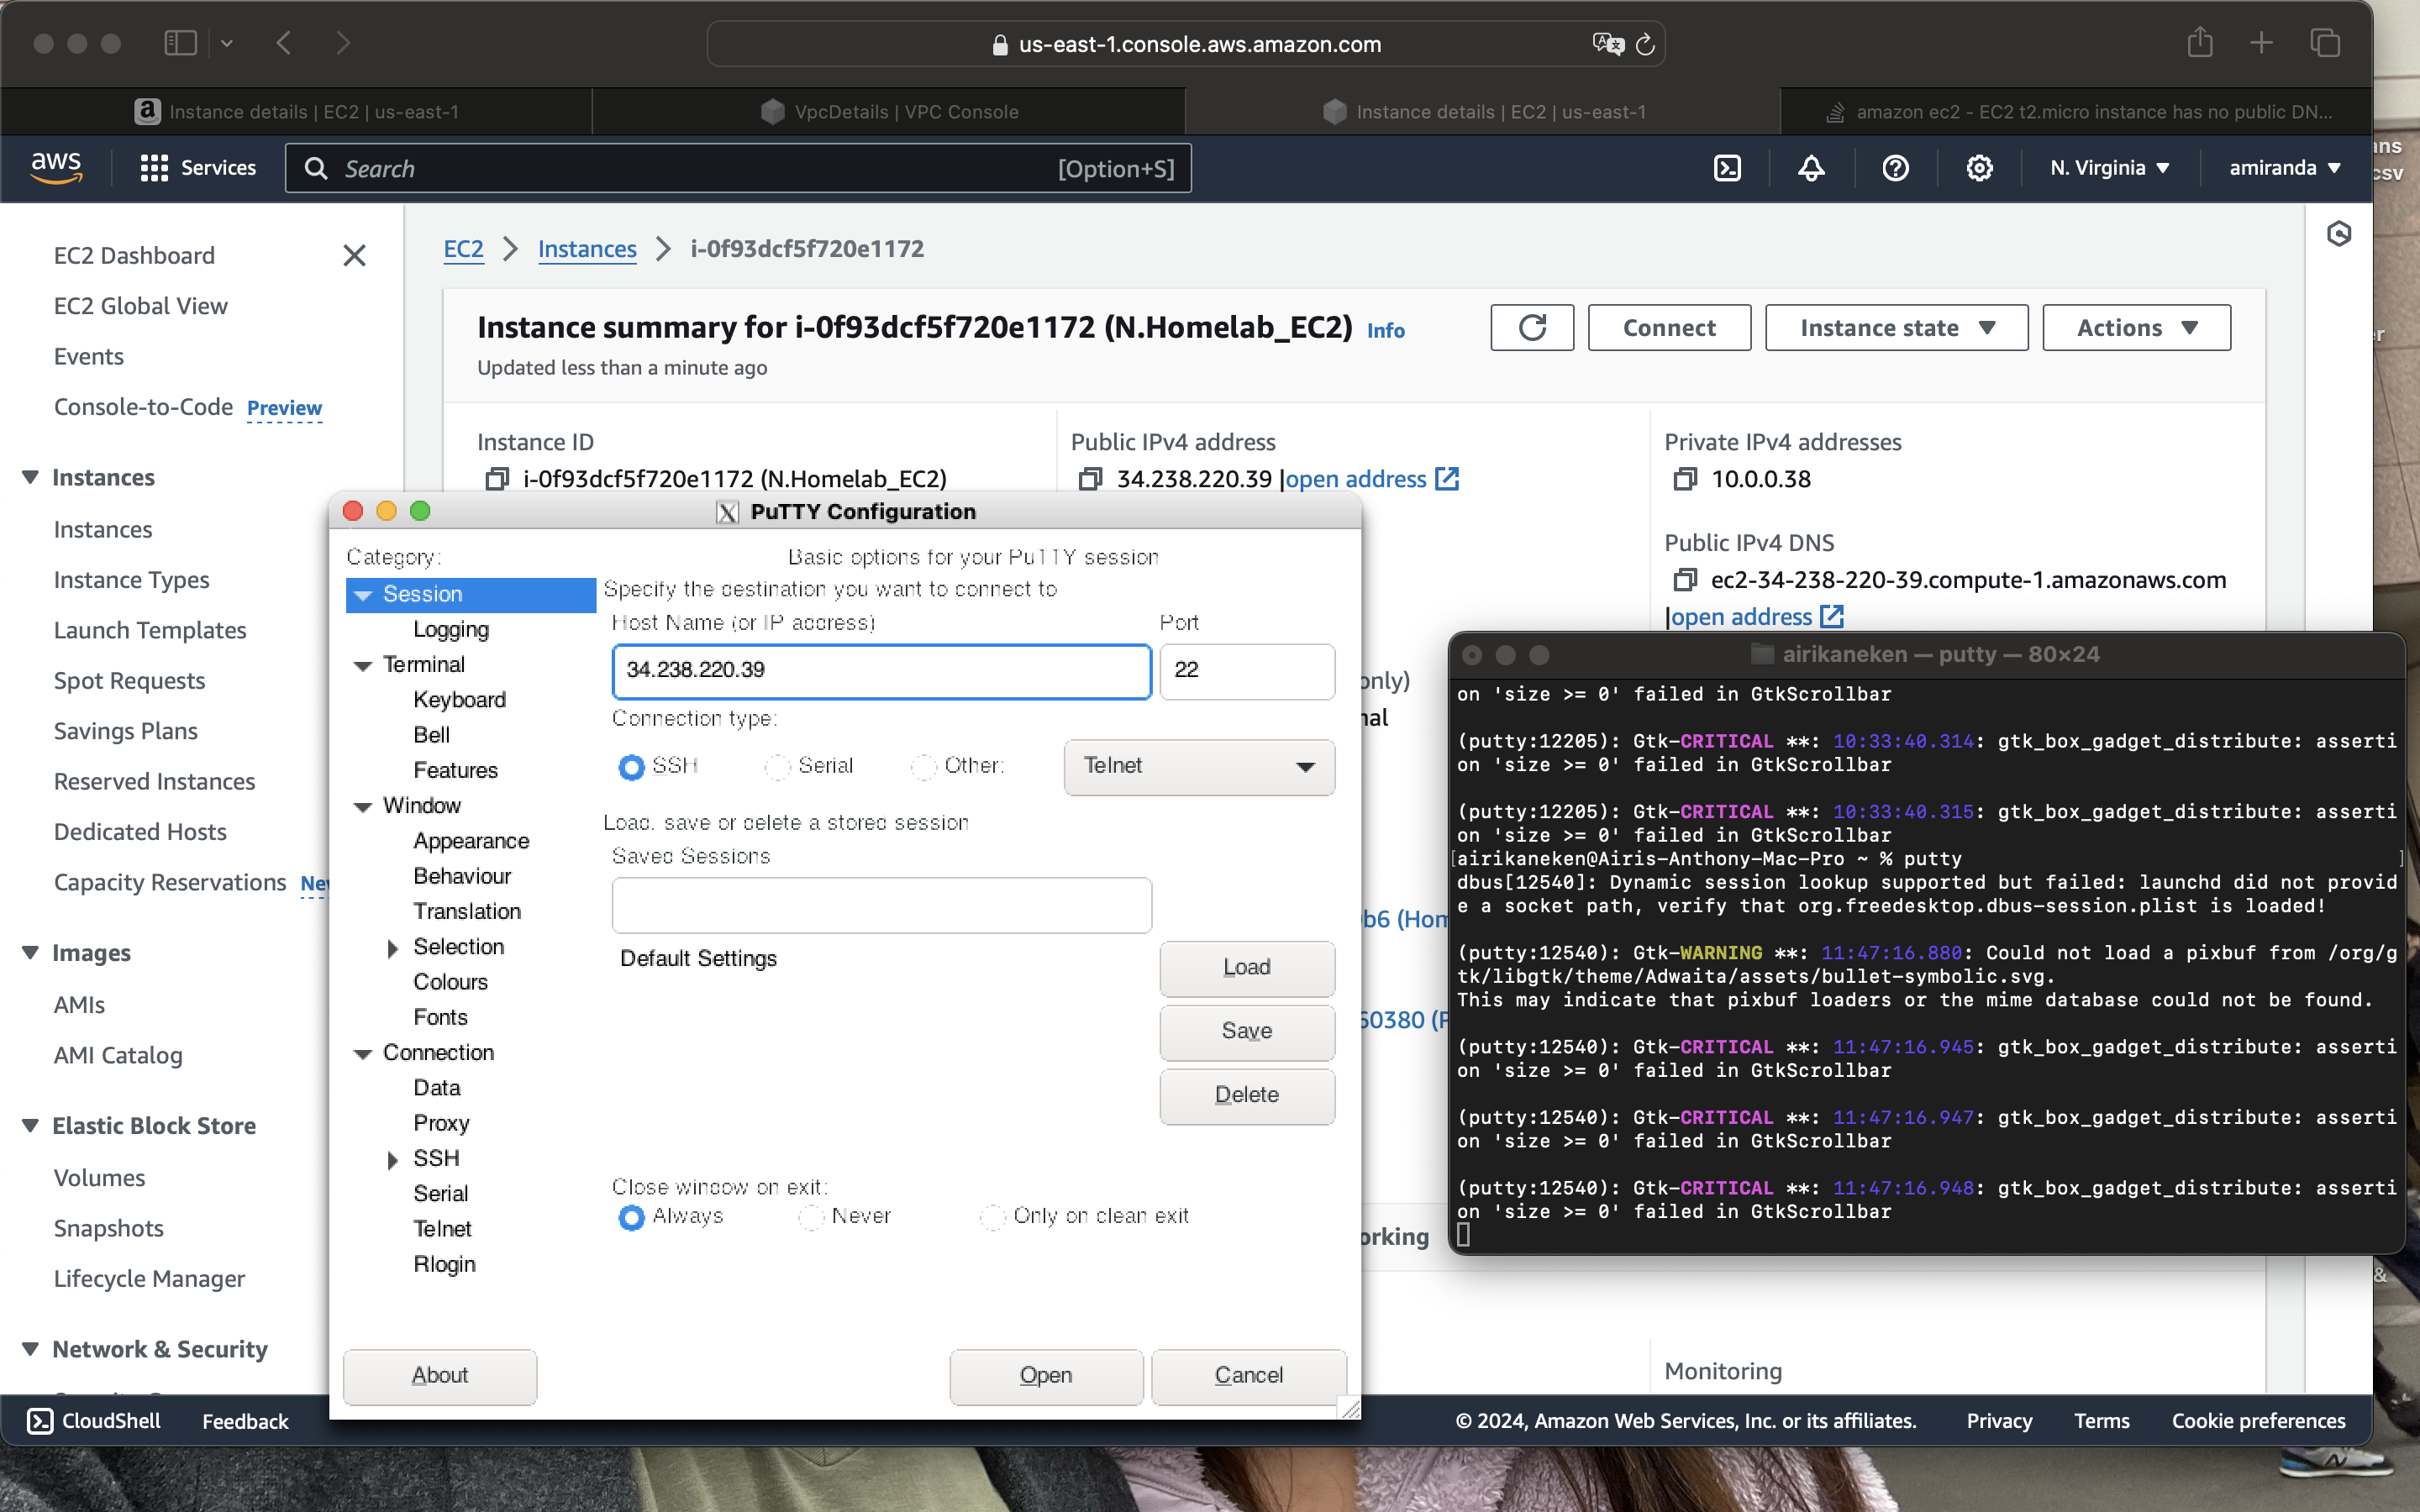 us-east-1.console.aws.amazon.com
Instance details | EC2 | us-east-1
VpcDetails | VPC Console
Instance details | EC2 | us-east-1
amazon ec2 - EC2 t2.micro instance has no public DN...
aws
Services
Search
[Option+S]
N. Virginia
amiranda
ans
csv
EC2 Dashboard
EC2 Global View
Events
Console-to-Code Preview
Instances
Instances
Instance Types
Launch Templates
Spot Requests
Savings Plans
Reserved Instances
Dedicated Hosts
Capacity Reservations
Images
AMIs
AMI Catalog
Elastic Block Store
Volumes
Snapshots
Lifecycle Manager
Network & Security
EC2
Instances
i-0f93dcf5f720e1172
Instance summary for i-0f93dcf5f720e1172 (N.Homelab_EC2) Info
Updated less than a minute ago
Connect
Instance state
Actions
Instance ID
i-0f93dcf5f720e1172 (N.Homelab_EC2)
Public IPv4 address
34.238.220.39 |open address
Private IPv4 addresses
10.0.0.38
Public IPv4 DNS
ec2-34-238-220-39.compute-1.amazonaws.com
|open address
only)
Monitoring
PuTTY Configuration
Category:
Session
Logging
Terminal
Keyboard
Bell
Features
Window
Appearance
Behaviour
Translation
Selection
Colours
Fonts
Connection
Data
Proxy
SSH
Serial
Telnet
Rlogin
Basic options for your PuTTY session
Specify the destination you want to connect to
Host Name (or IP address)
Port
34.238.220.39
22
Connection type:
SSH
Serial
Other:
Telnet
Load, save or delete a stored session
Saved Sessions
Default Settings
Load
Save
Delete
Close window on exit:
Always
Never
Only on clean exit
About
Open
Cancel
airikaneken — putty — 80×24
on 'size >= 0' failed in GtkScrollbar
(putty:12205): Gtk-CRITICAL **: 10:33:40.314: gtk_box_gadget_distribute: asserti
on 'size >= 0' failed in GtkScrollbar
(putty:12205): Gtk-CRITICAL **: 10:33:40.315: gtk_box_gadget_distribute: asserti
on 'size >= 0' failed in GtkScrollbar
[airikaneken@Airis-Anthony-Mac-Pro ~ % putty ]
dbus[12540]: Dynamic session lookup supported but failed: launchd did not provid
e a socket path, verify that org.freedesktop.dbus-session.plist is loaded!
(putty:12540): Gtk-WARNING **: 11:47:16.880: Could not load a pixbuf from /org/g
tk/libgtk/theme/Adwaita/assets/bullet-symbolic.svg.
This may indicate that pixbuf loaders or the mime database could not be found.
(putty:12540): Gtk-CRITICAL **: 11:47:16.945: gtk_box_gadget_distribute: asserti
on 'size >= 0' failed in GtkScrollbar
(putty:12540): Gtk-CRITICAL **: 11:47:16.947: gtk_box_gadget_distribute: asserti
on 'size >= 0' failed in GtkScrollbar
(putty:12540): Gtk-CRITICAL **: 11:47:16.948: gtk_box_gadget_distribute: asserti
on 'size >= 0' failed in GtkScrollbar
CloudShell
Feedback
© 2024, Amazon Web Services, Inc. or its affiliates.
Privacy
Terms
Cookie preferences